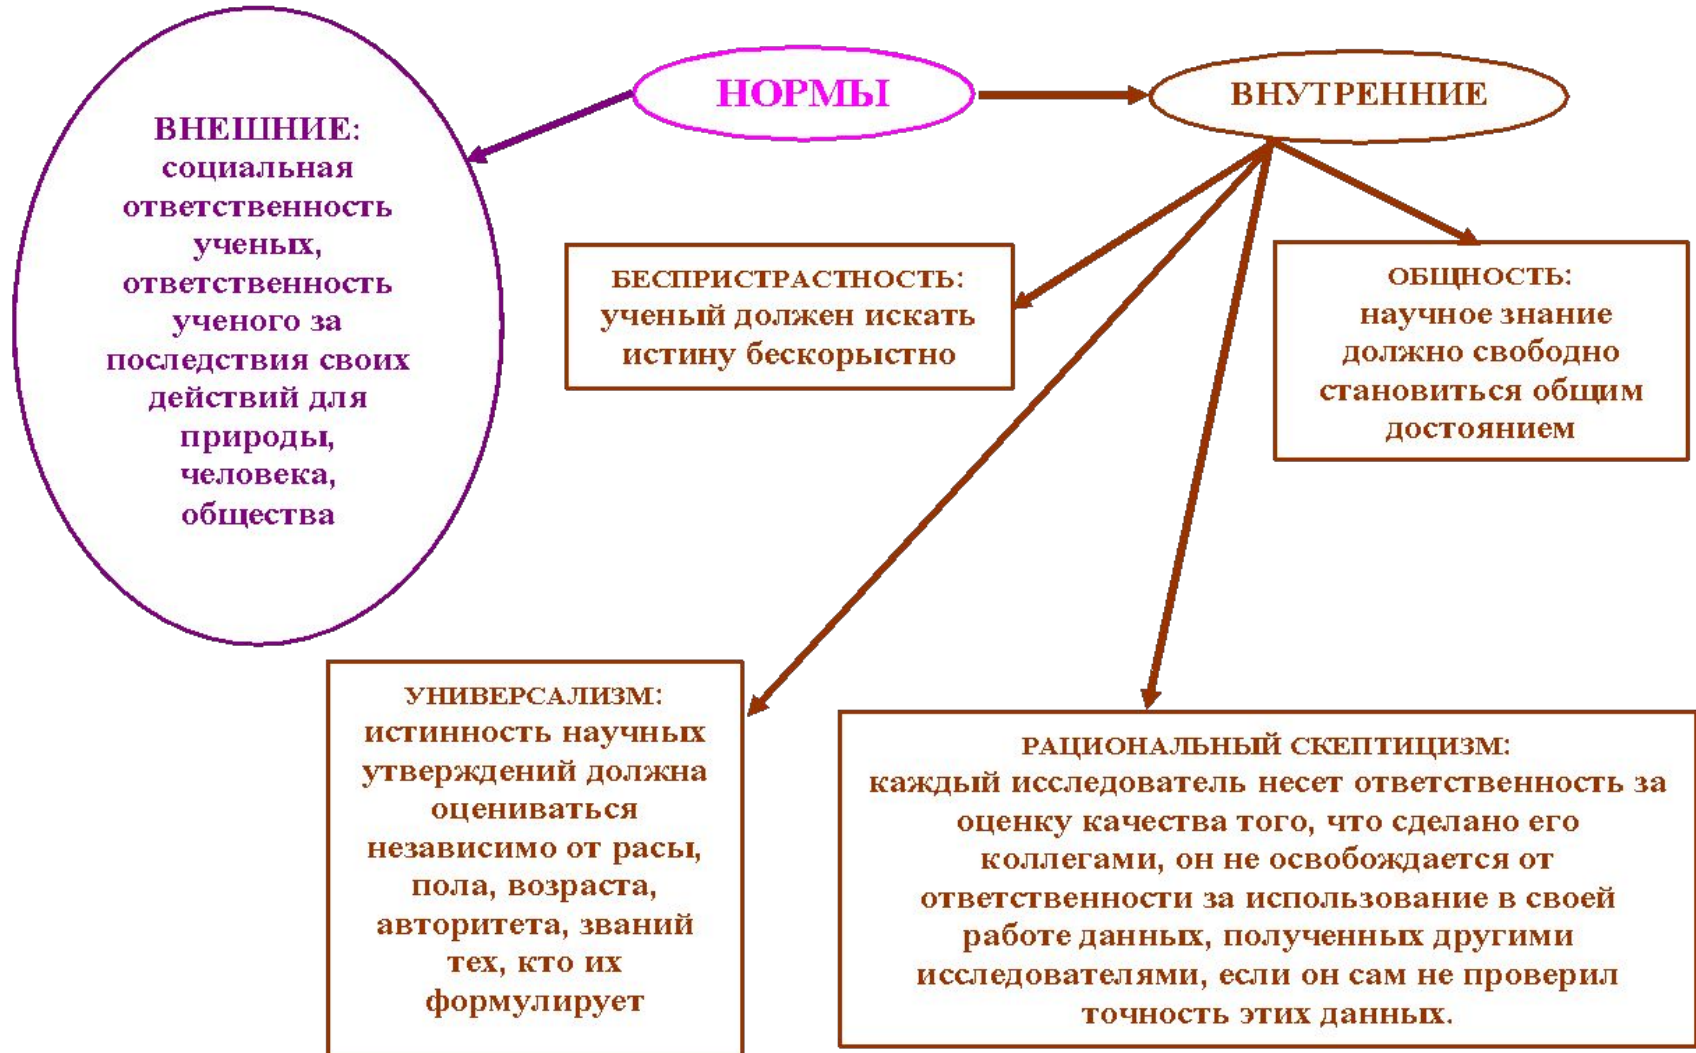 НОРМЫ
ВНУТРЕННИЕ
ВНЕШНИЕ:
социальная
ответственность
ученых,
ответственность
ученого за
последствия своих
действий для
природы,
человека,
общества
БЕСПРИСТРАСТНОСТЬ:
ученый должен искать
истину бескорыстно
ОБЩНОСТЬ:
научное знание
должно свободно
становиться общим
достоянием
УНИВЕРСАЛИЗМ:
истинность научных
утверждений должна
оцениваться
независимо от расы,
пола, возраста,
авторитета, званий
тех, кто их
формулирует
РАЦИОНАЛЬНЫЙ СКЕПТИЦИЗМ:
каждый исследователь несет ответственность за
оценку качества того, что сделано его
коллегами, он не освобождается от
ответственности за использование в своей
работе данных, полученных другими
исследователями, если он сам не проверил
точность этих данных.